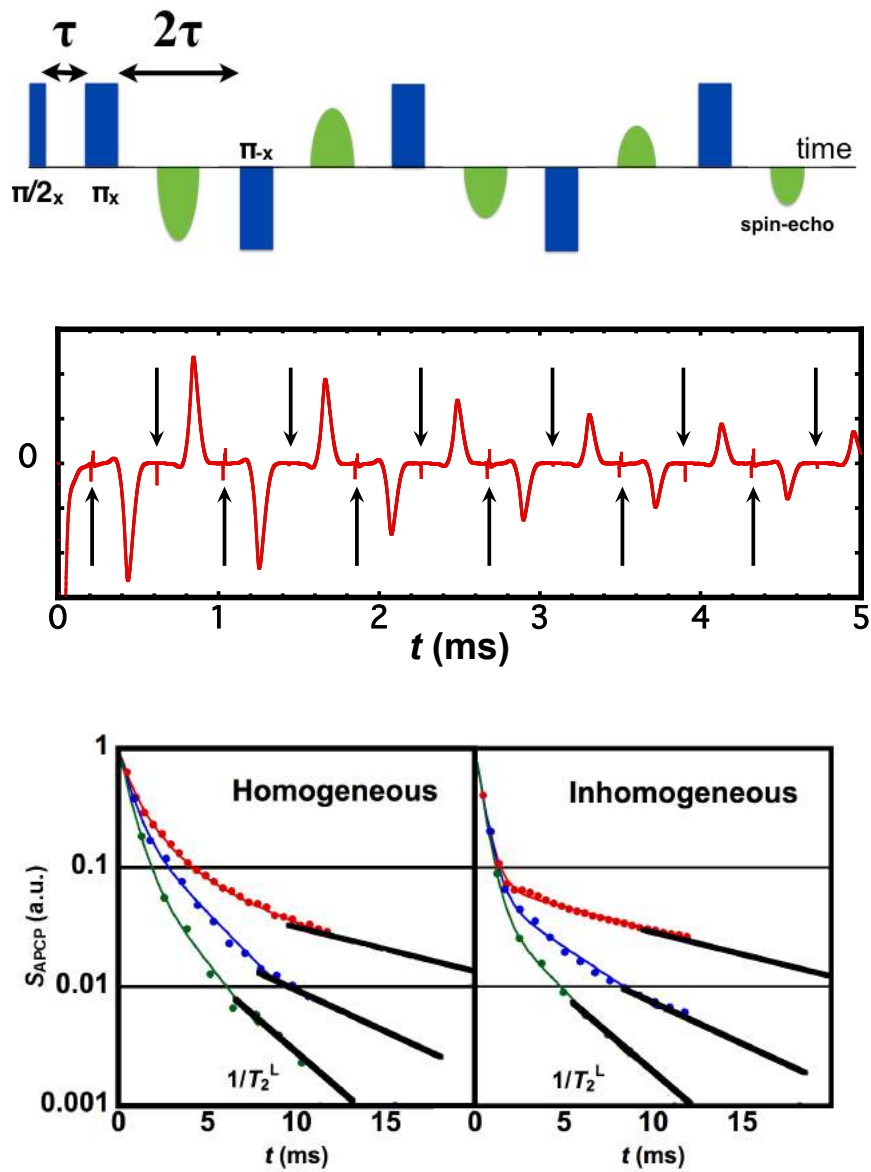 τ 2τ
π-x time
π/2x πx
spin-echo
0
0 1 2 3 4 5
t (ms)
1
Homogeneous Inhomogeneous
0.1
SAPCP (a.u.)
0.01
1/T2L 1/T2L
0.001
0 5 10 15 0 5 10 15
t (ms) t (ms)